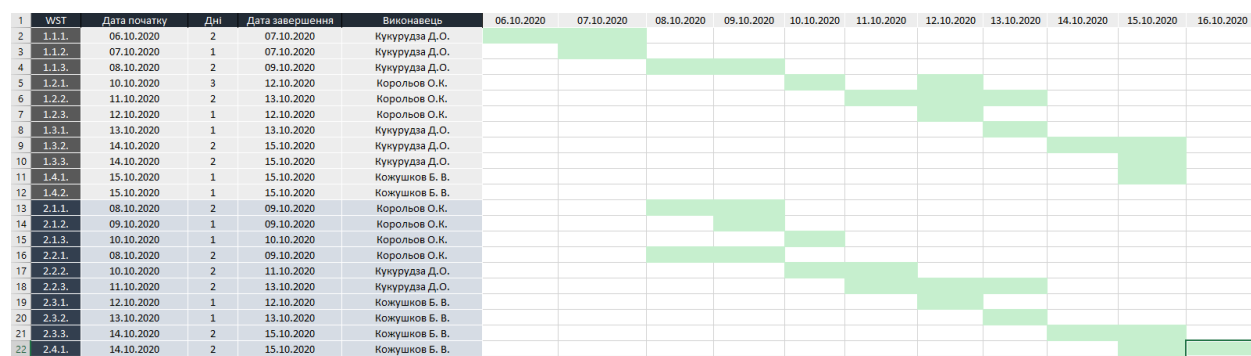 1 WST Дата початку Дні Дата завершення Виконавець 06.10.2020 07.10.2020 08.10.2020 09.10.2020 10.10.2020 11.10.2020 12.10.2020 13.10.2020 14.10.2020 15.10.2020 16.10.2020
2 1.1.1. 06.10.2020 2 07.10.2020 Кукурудза Д.О.
3 1.1.2. 07.10.2020 1 07.10.2020 Кукурудза Д.О.
4 1.1.3. 08.10.2020 2 09.10.2020 Кукурудза Д.О.
5 1.2.1. 10.10.2020 3 12.10.2020 Корольов О.К.
6 1.2.2. 11.10.2020 2 13.10.2020 Корольов О.К.
7 1.2.3. 12.10.2020 1 12.10.2020 Корольов О.К.
8 1.3.1. 13.10.2020 1 13.10.2020 Кукурудза Д.О.
9 1.3.2. 14.10.2020 2 15.10.2020 Кукурудза Д.О.
10 1.3.3. 14.10.2020 2 15.10.2020 Кукурудза Д.О.
11 1.4.1. 15.10.2020 1 15.10.2020 Кожушков Б. В.
12 1.4.2. 15.10.2020 1 15.10.2020 Кожушков Б. В.
13 2.1.1. 08.10.2020 2 09.10.2020 Корольов О.К.
14 2.1.2. 09.10.2020 1 09.10.2020 Корольов О.К.
15 2.1.3. 10.10.2020 1 10.10.2020 Корольов О.К.
16 2.2.1. 08.10.2020 2 09.10.2020 Корольов О.К.
17 2.2.2. 10.10.2020 2 11.10.2020 Кукурудза Д.О.
18 2.2.3. 11.10.2020 2 13.10.2020 Кукурудза Д.О.
19 2.3.1. 12.10.2020 1 12.10.2020 Кожушков Б. В.
20 2.3.2. 13.10.2020 1 13.10.2020 Кожушков Б. В.
21 2.3.3. 14.10.2020 2 15.10.2020 Кожушков Б. В.
22 2.4.1. 14.10.2020 2 15.10.2020 Кожушков Б. В.